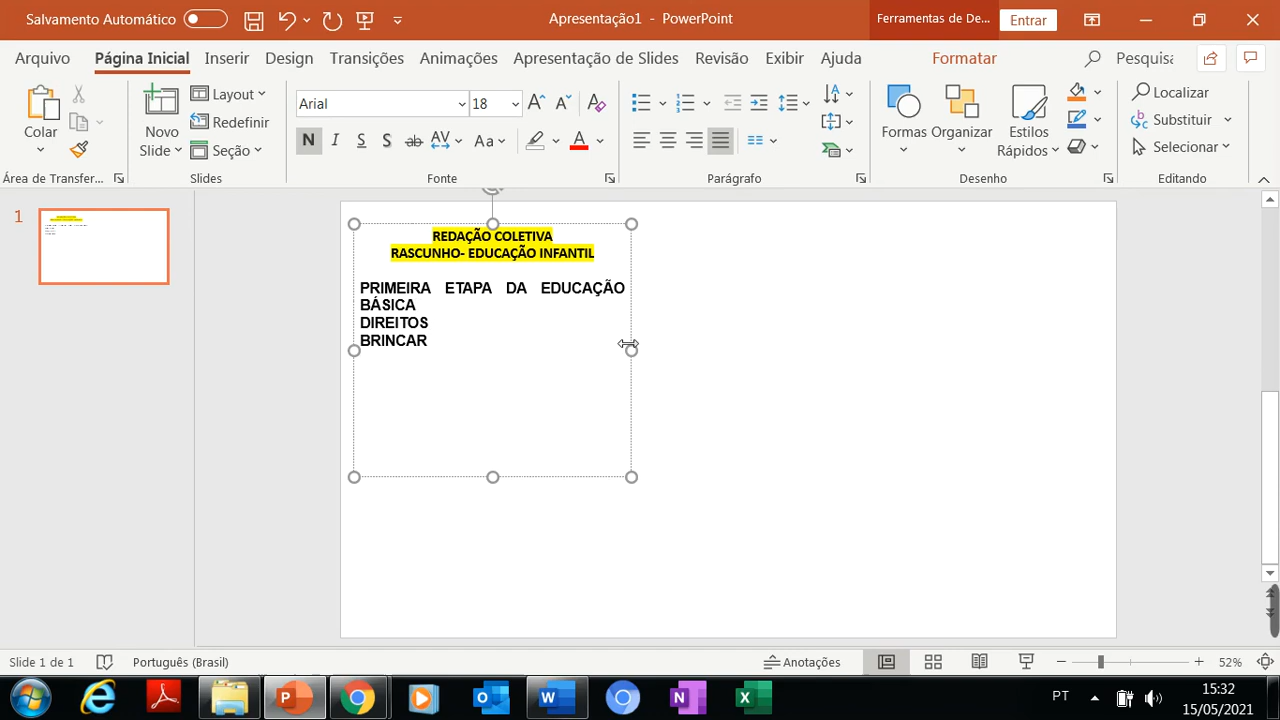 Salvamento Automático
Apresentação1 - PowerPoint
Ferramentas de De...
Entrar
Arquivo
Página Inicial
Inserir
Design
Transições
Animações
Apresentação de Slides
Revisão
Exibir
Ajuda
Formatar
Pesquisa
Colar
Novo
Slide
Layout
Redefinir
Seção
Arial
18
N
I
S
S
ab
AV
Aa
A
Formas
Organizar
Estilos
Rápidos
Localizar
Substituir
Selecionar
Área de Transfer...
Slides
Fonte
Parágrafo
Desenho
Editando
1
REDAÇÃO COLETIVA
RASCUNHO- EDUCAÇÃO INFANTIL
PRIMEIRA ETAPA DA EDUCAÇÃO
BÁSICA
DIREITOS
BRINCAR
Slide 1 de 1
Português (Brasil)
Anotações
52%
PT
15:32
15/05/2021